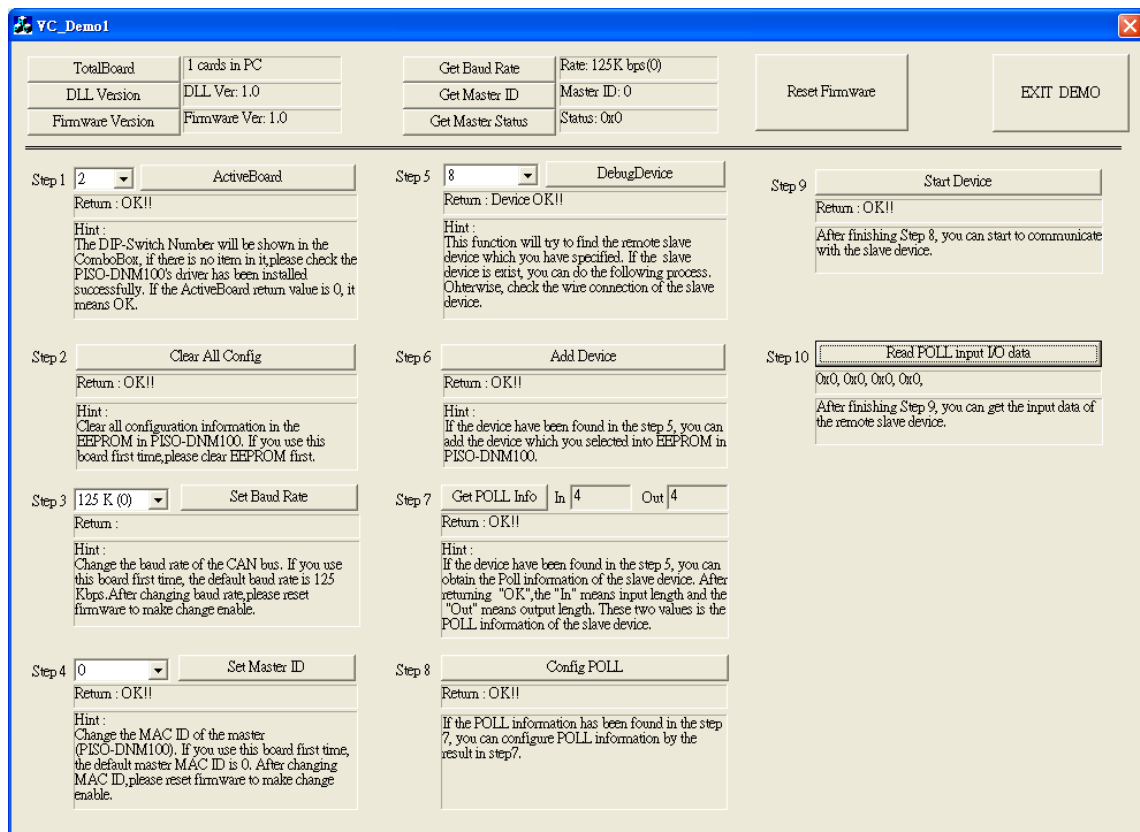 VC_Demo1
TotalBoard
1 cards in PC
DLL Version
DLL Ver: 1.0
Firmware Version
Firmware Ver: 1.0
Get Baud Rate
Rate: 125K bps(0)
Get Master ID
Master ID: 0
Get Master Status
Status: 0x0
Reset Firmware
EXIT DEMO
Step 1
2
ActiveBoard
Return : OK!!
Hint :
The DIP-Switch Number will be shown in the
ComboBox, if there is no item in it,please check the
PISO-DNM100's driver has been installed
successfully. If the ActiveBoard return value is 0, it
means OK.
Step 2
Clear All Config
Return : OK!!
Hint :
Clear all configuration information in the
EEPROM in PISO-DNM100. If you use this
board first time,please clear EEPROM first.
Step 3
125 K (0)
Set Baud Rate
Return :
Hint :
Change the baud rate of the CAN bus. If you use
this board first time, the default baud rate is 125
Kbps.After changing baud rate,please reset
firmware to make change enable.
Step 4
0
Set Master ID
Return : OK!!
Hint :
Change the MAC ID of the master
(PISO-DNM100). If you use this board first time,
the default master MAC ID is 0. After changing
MAC ID,please reset firmware to make change
enable.
Step 5
8
DebugDevice
Return : Device OK!!
Hint :
This function will try to find the remote slave
device which you have specified. If the slave
device is exist, you can do the following process.
Ohterwise, check the wire connection of the slave
device.
Step 6
Add Device
Return : OK!!
Hint :
If the device have been found in the step 5, you can
add the device which you selected into EEPROM in
PISO-DNM100.
Step 7
Get POLL Info
In 4
Out 4
Return : OK!!
Hint :
If the device have been found in the step 5, you can
obtain the Poll information of the slave device. After
returning "OK",the "In" means input length and the
"Out" means output length. These two values is the
POLL information of the slave device.
Step 8
Config POLL
Return : OK!!
If the POLL information has been found in the step
7, you can configure POLL information by the
result in step7.
Step 9
Start Device
Return : OK!!
After finishing Step 8, you can start to communicate
with the slave device.
Step 10
Read POLL input I/O data
0x0, 0x0, 0x0, 0x0,
After finishing Step 9, you can get the input data of
the remote slave device.